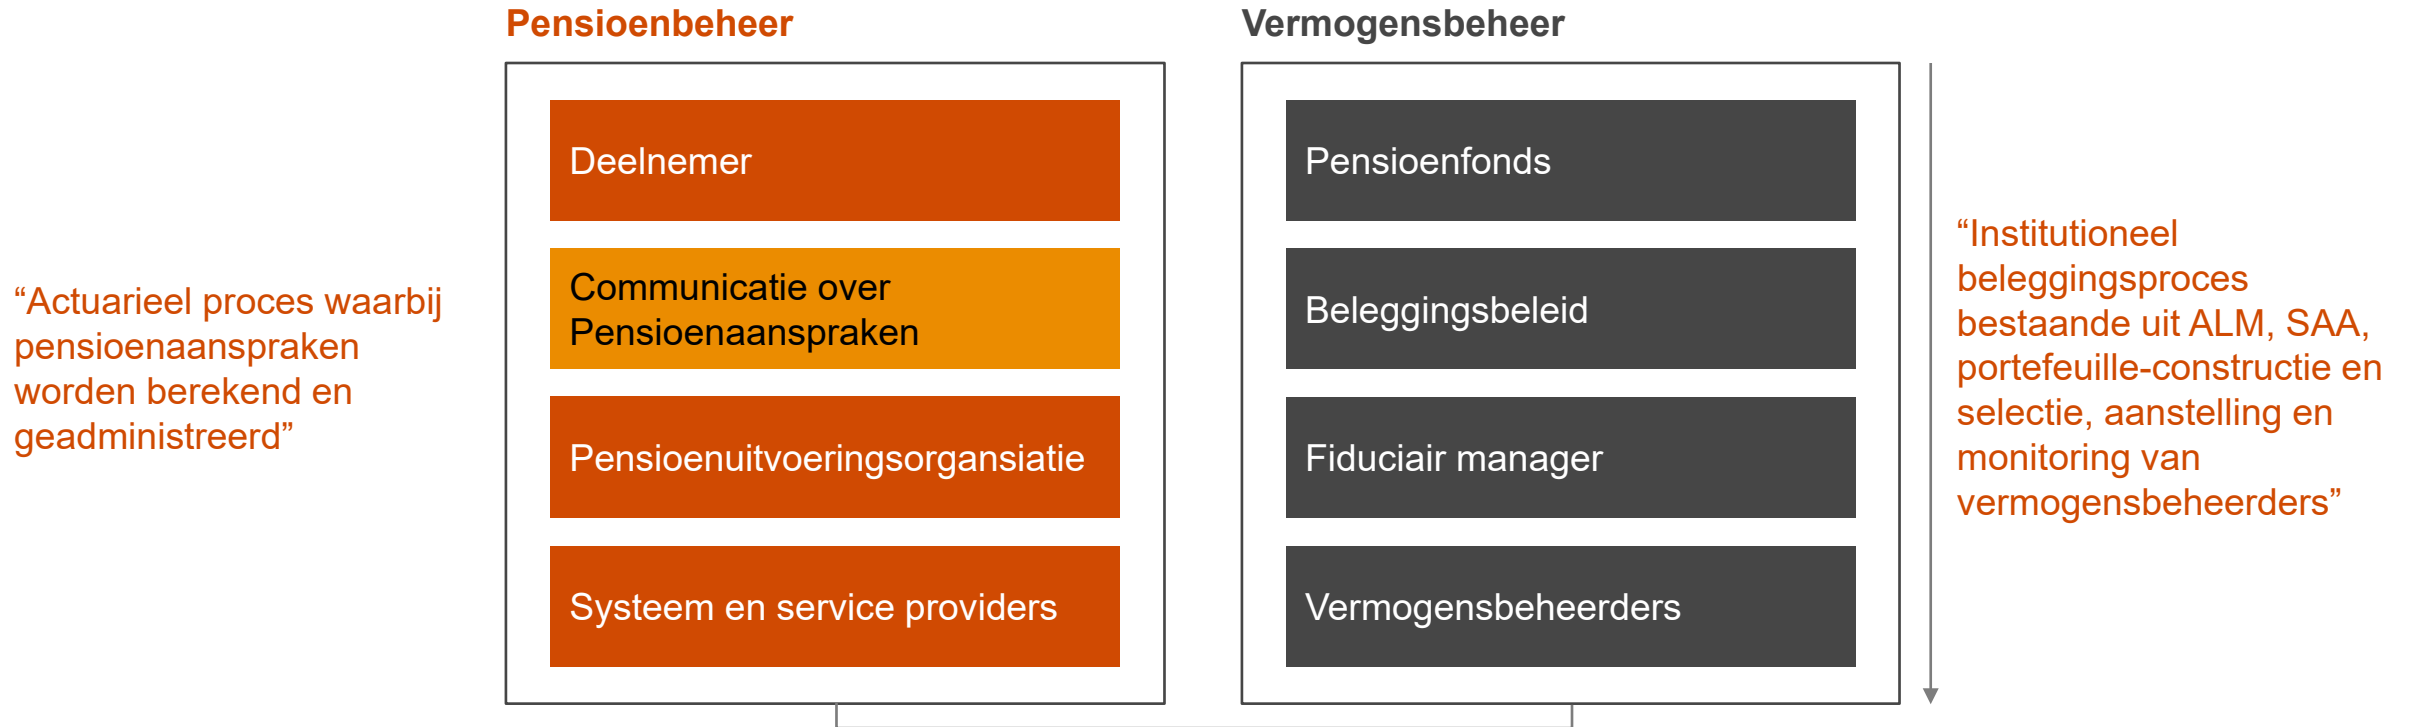 Pensioenbeheer
Vermogensbeheer
“Actuarieel proces waarbij
pensioenaanspraken
worden berekend en
geadministreerd”
Deelnemer
Communicatie over
Pensioenaanspraken
Pensioenuitvoeringsorgansiatie
Systeem en service providers
Pensioenfonds
Beleggingsbeleid
Fiduciair manager
Vermogensbeheerders
“Institutioneel
beleggingsproces
bestaande uit ALM, SAA,
portefeuille-constructie en
selectie, aanstelling en
monitoring van
vermogensbeheerders”